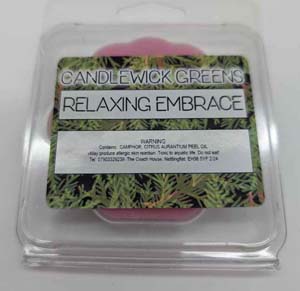 CANDLEWICK GREENS
RELAXING EMBRACE
WARNING
Contains: CAMPHOR, CITRUS AURANTIUM PEEL OIL
May produce allergic skin reaction. Toxic to aquatic life. Do not eat!
Tel: The Coach House,